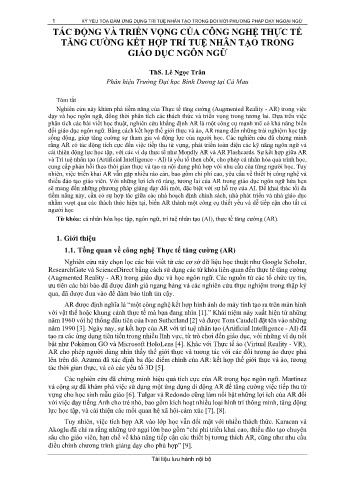 1 KỶ YẾU TỌA ĐÀM ỨNG DỤNG TRÍ TUỆ NHÂN TẠO TRONG ĐỔI MỚI PHƯƠNG PHÁP DẠY NGOẠI NGỮ
TÁC ĐỘNG VÀ TRIỂN VỌNG CỦA CÔNG NGHỆ THỰC TẾ
TĂNG CƯỜNG KẾT HỢP TRÍ TUỆ NHÂN TẠO TRONG
GIÁO DỤC NGÔN NGỮ
ThS. Lê Ngọc Trân
Phân hiệu Trường Đại học Bình Dương tại Cà Mau
Tóm tắt
Nghiên cứu này khám phá tiềm năng của Thực tế tăng cường (Augmented Reality - AR) trong việc
dạy và học ngôn ngữ, đồng thời phân tích các thách thức và triển vọng trong tương lai. Dựa trên việc
phân tích các bài viết học thuật, nghiên cứu khẳng định AR là một công cụ mạnh mẽ có khả năng biến
đổi giáo dục ngôn ngữ. Bằng cách kết hợp thế giới thực và ảo, AR mang đến những trải nghiệm học tập
sống động, giúp tăng cường sự tham gia và động lực của người học. Các nghiên cứu đã chứng minh
rằng AR có tác động tích cực đến việc tiếp thu từ vựng, phát triển toàn diện các kỹ năng ngôn ngữ và
cải thiện động lực học tập, với các ví dụ thực tế như Mondly AR và AR Flashcards. Sự kết hợp giữa AR
và Trí tuệ nhân tạo (Artificial Intelligence - AI) là yếu tố then chốt, cho phép cá nhân hóa quá trình học,
cung cấp phản hồi theo thời gian thực và tạo ra nội dung phù hợp với nhu cầu của từng người học. Tuy
nhiên, việc triển khai AR vẫn gặp nhiều rào cản, bao gồm chi phí cao, yêu cầu về thiết bị công nghệ và
thiếu đào tạo giáo viên. Với những lợi ích rõ ràng, tương lai của AR trong giáo dục ngôn ngữ hứa hẹn
sẽ mang đến những phương pháp giảng dạy đổi mới, đặc biệt với sự hỗ trợ của AI. Để khai thác tối đa
tiềm năng này, cần có sự hợp tác giữa các nhà hoạch định chính sách, nhà phát triển và nhà giáo dục
nhằm vượt qua các thách thức hiện tại, biến AR thành một công cụ thiết yếu và dễ tiếp cận cho tất cả
người học
Từ khóa: cá nhân hóa học tập, ngôn ngữ, trí tuệ nhân tạo (AI), thực tế tăng cường (AR).
1. Giới thiệu
1.1. Tổng quan về công nghệ Thực tế tăng cường (AR)
Nghiên cứu này chọn lọc các bài viết từ các cơ sở dữ liệu học thuật như Google Scholar,
ResearchGate và ScienceDirect bằng cách sử dụng các từ khóa liên quan đến thực tế tăng cường
(Augmented Reality - AR) trong giáo dục và học ngôn ngữ. Các nguồn từ các tổ chức uy tín,
ưu tiên các bài báo đã được đánh giá ngang hàng và các nghiên cứu thực nghiệm trong thập kỷ
qua, đã được đưa vào để đảm bảo tính tin cậy.
AR được định nghĩa là "một công nghệ kết hợp hình ảnh do máy tính tạo ra trên màn hình
với vật thể hoặc khung cảnh thực tế mà bạn đang nhìn [1]." Khái niệm này xuất hiện từ những
năm 1960 với hệ thống đầu tiên của Ivan Sutherland [2] và được Tom Caudell đặt tên vào những
năm 1990 [3]. Ngày nay, sự kết hợp của AR với trí tuệ nhân tạo (Artificial Intelligence - AI) đã
tạo ra các ứng dụng tiên tiến trong nhiều lĩnh vực, từ trò chơi đến giáo dục, với những ví dụ nổi
bật như Pokémon GO và Microsoft HoloLens [4]. Khác với Thực tế ảo (Virtual Reality - VR),
AR cho phép người dùng nhìn thấy thế giới thực và tương tác với các đối tượng ảo được phủ
lên trên đó. Azuma đã xác định ba đặc điểm chính của AR: kết hợp thế giới thực và ảo, tương
tác thời gian thực, và có các yếu tố 3D [5].
Các nghiên cứu đã chứng minh hiệu quả tích cực của AR trong học ngôn ngữ. Martinez
và cộng sự đã khám phá việc sử dụng một ứng dụng di động AR để tăng cường việc tiếp thu từ
vựng cho học sinh mẫu giáo [6]. Tulgar và Redondo cũng làm nổi bật những lợi ích của AR đối
với việc dạy tiếng Anh cho trẻ nhỏ, bao gồm kích hoạt nhiều loại hình trí thông minh, tăng động
lực học tập, và cải thiện các mối quan hệ xã hội-cảm xúc [7], [8].
Tuy nhiên, việc tích hợp AR vào lớp học vẫn đối mặt với nhiều thách thức. Karacan và
Akoglu đã chỉ ra rằng những trở ngại lớn bao gồm "chi phí triển khai cao, thiếu đào tạo chuyên
sâu cho giáo viên, hạn chế về khả năng tiếp cận các thiết bị tương thích AR, cũng như nhu cầu
điều chỉnh chương trình giảng dạy cho phù hợp" [9].
Tài liệu lưu hành nội bộ